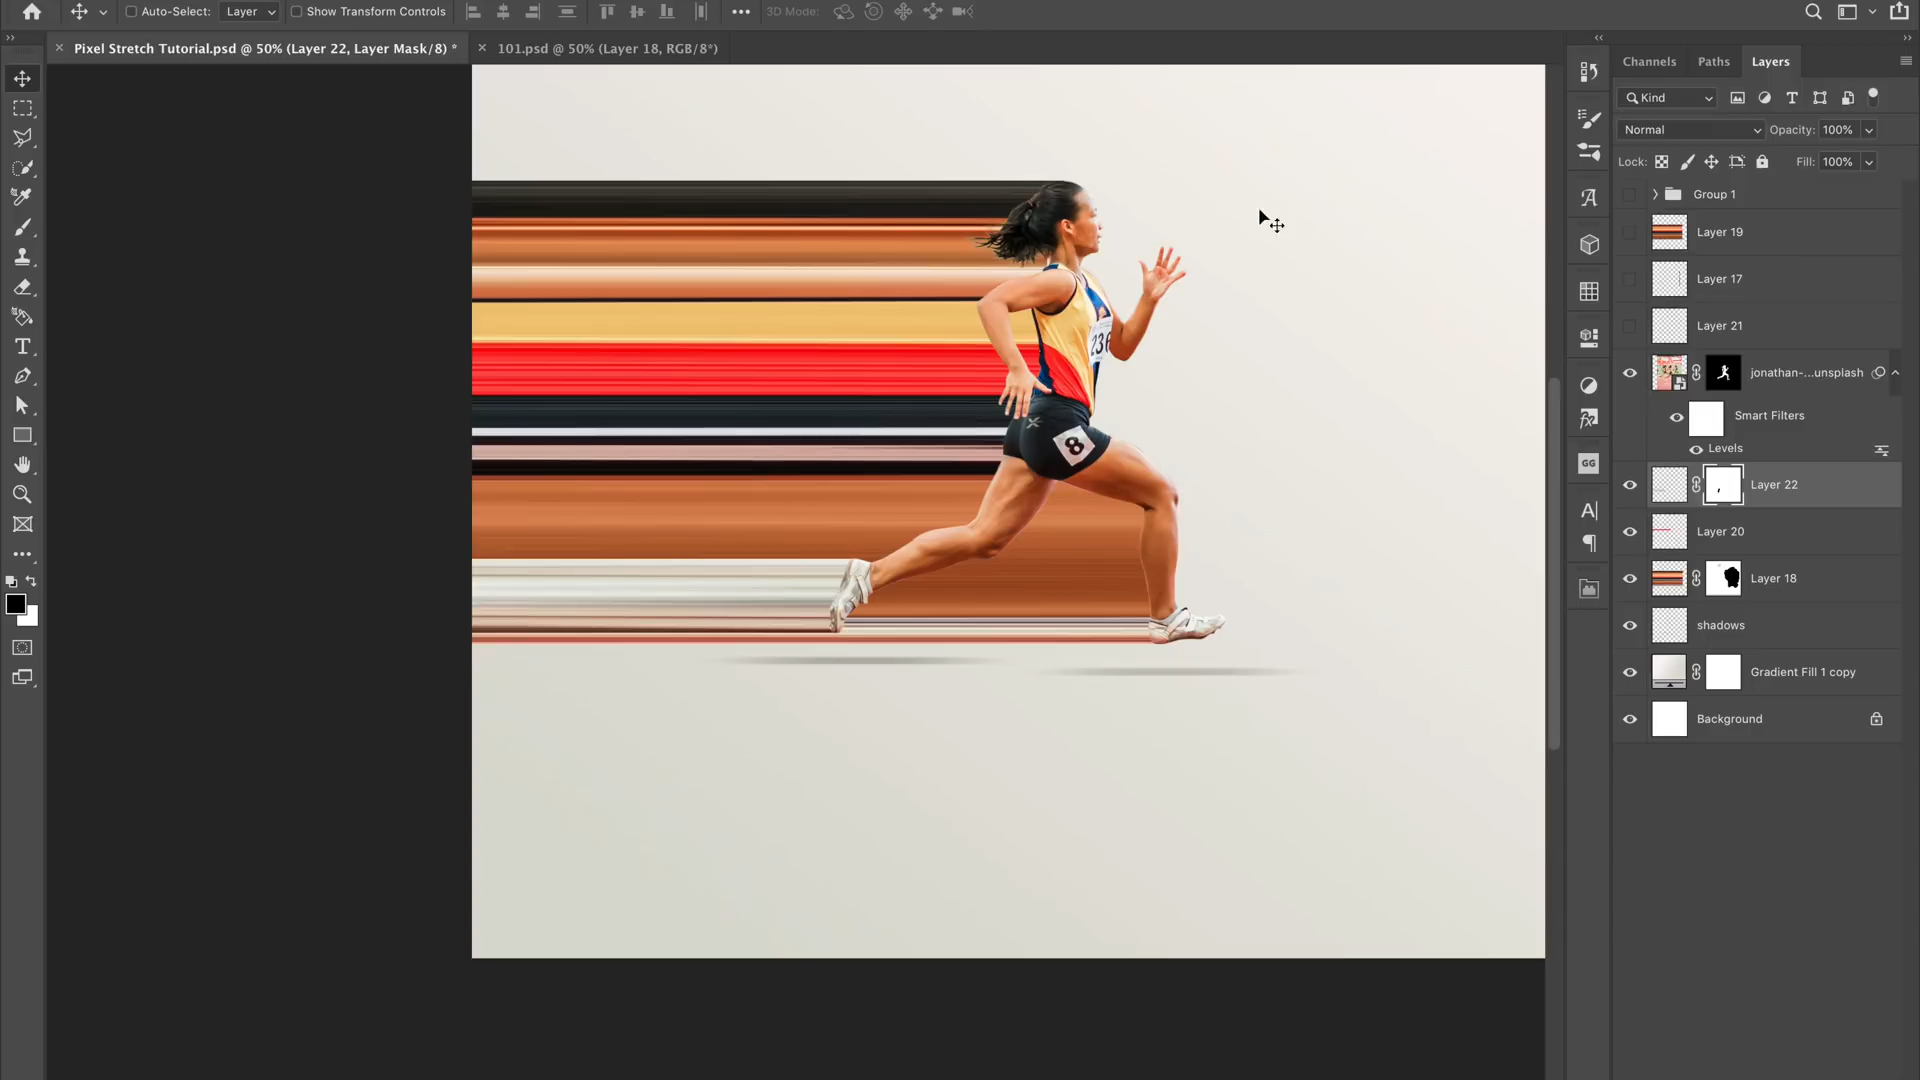 Auto-Select: Layer Show Transform Controls 3D Mode:
Pixel Stretch Tutorial.psd @ 50% (Layer 22, Layer Mask/8) *
101.psd @ 50% (Layer 18, RGB/8*)
Channels Paths Layers
Kind
Normal Opacity: 100%
Lock: Fill: 100%
Group 1
Layer 19
Layer 17
Layer 21
jonathan-...unsplash
Smart Filters
Levels
Layer 22
Layer 20
Layer 18
shadows
Gradient Fill 1 copy
Background
GG
236
8